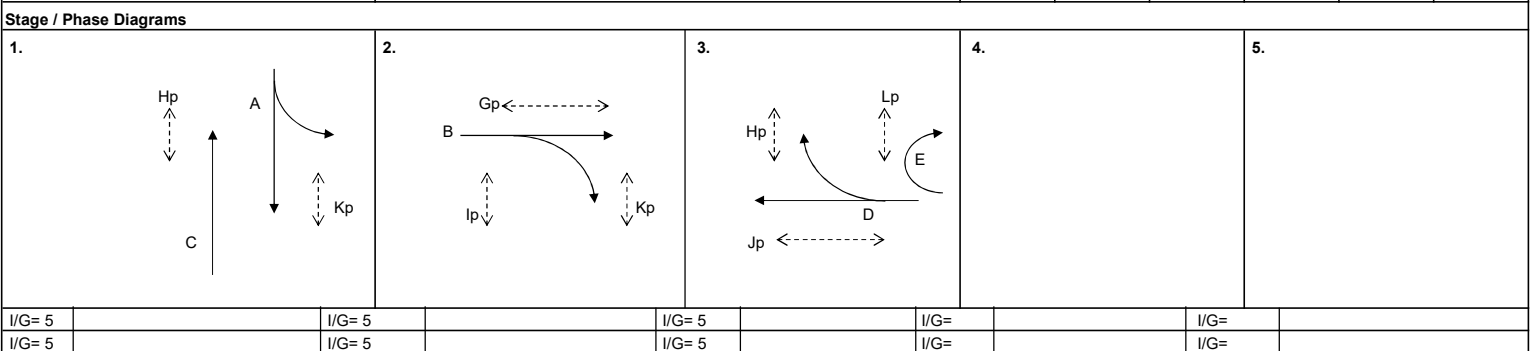 Stage / Phase Diagrams
1. 2. 3. 4. 5.
Hp A Gp Lp
B Hp E
Kp Ip Kp D
C Jp
I/G= 5 I/G= 5 I/G= 5 I/G= I/G=
I/G= 5 I/G= 5 I/G= 5 I/G= I/G=